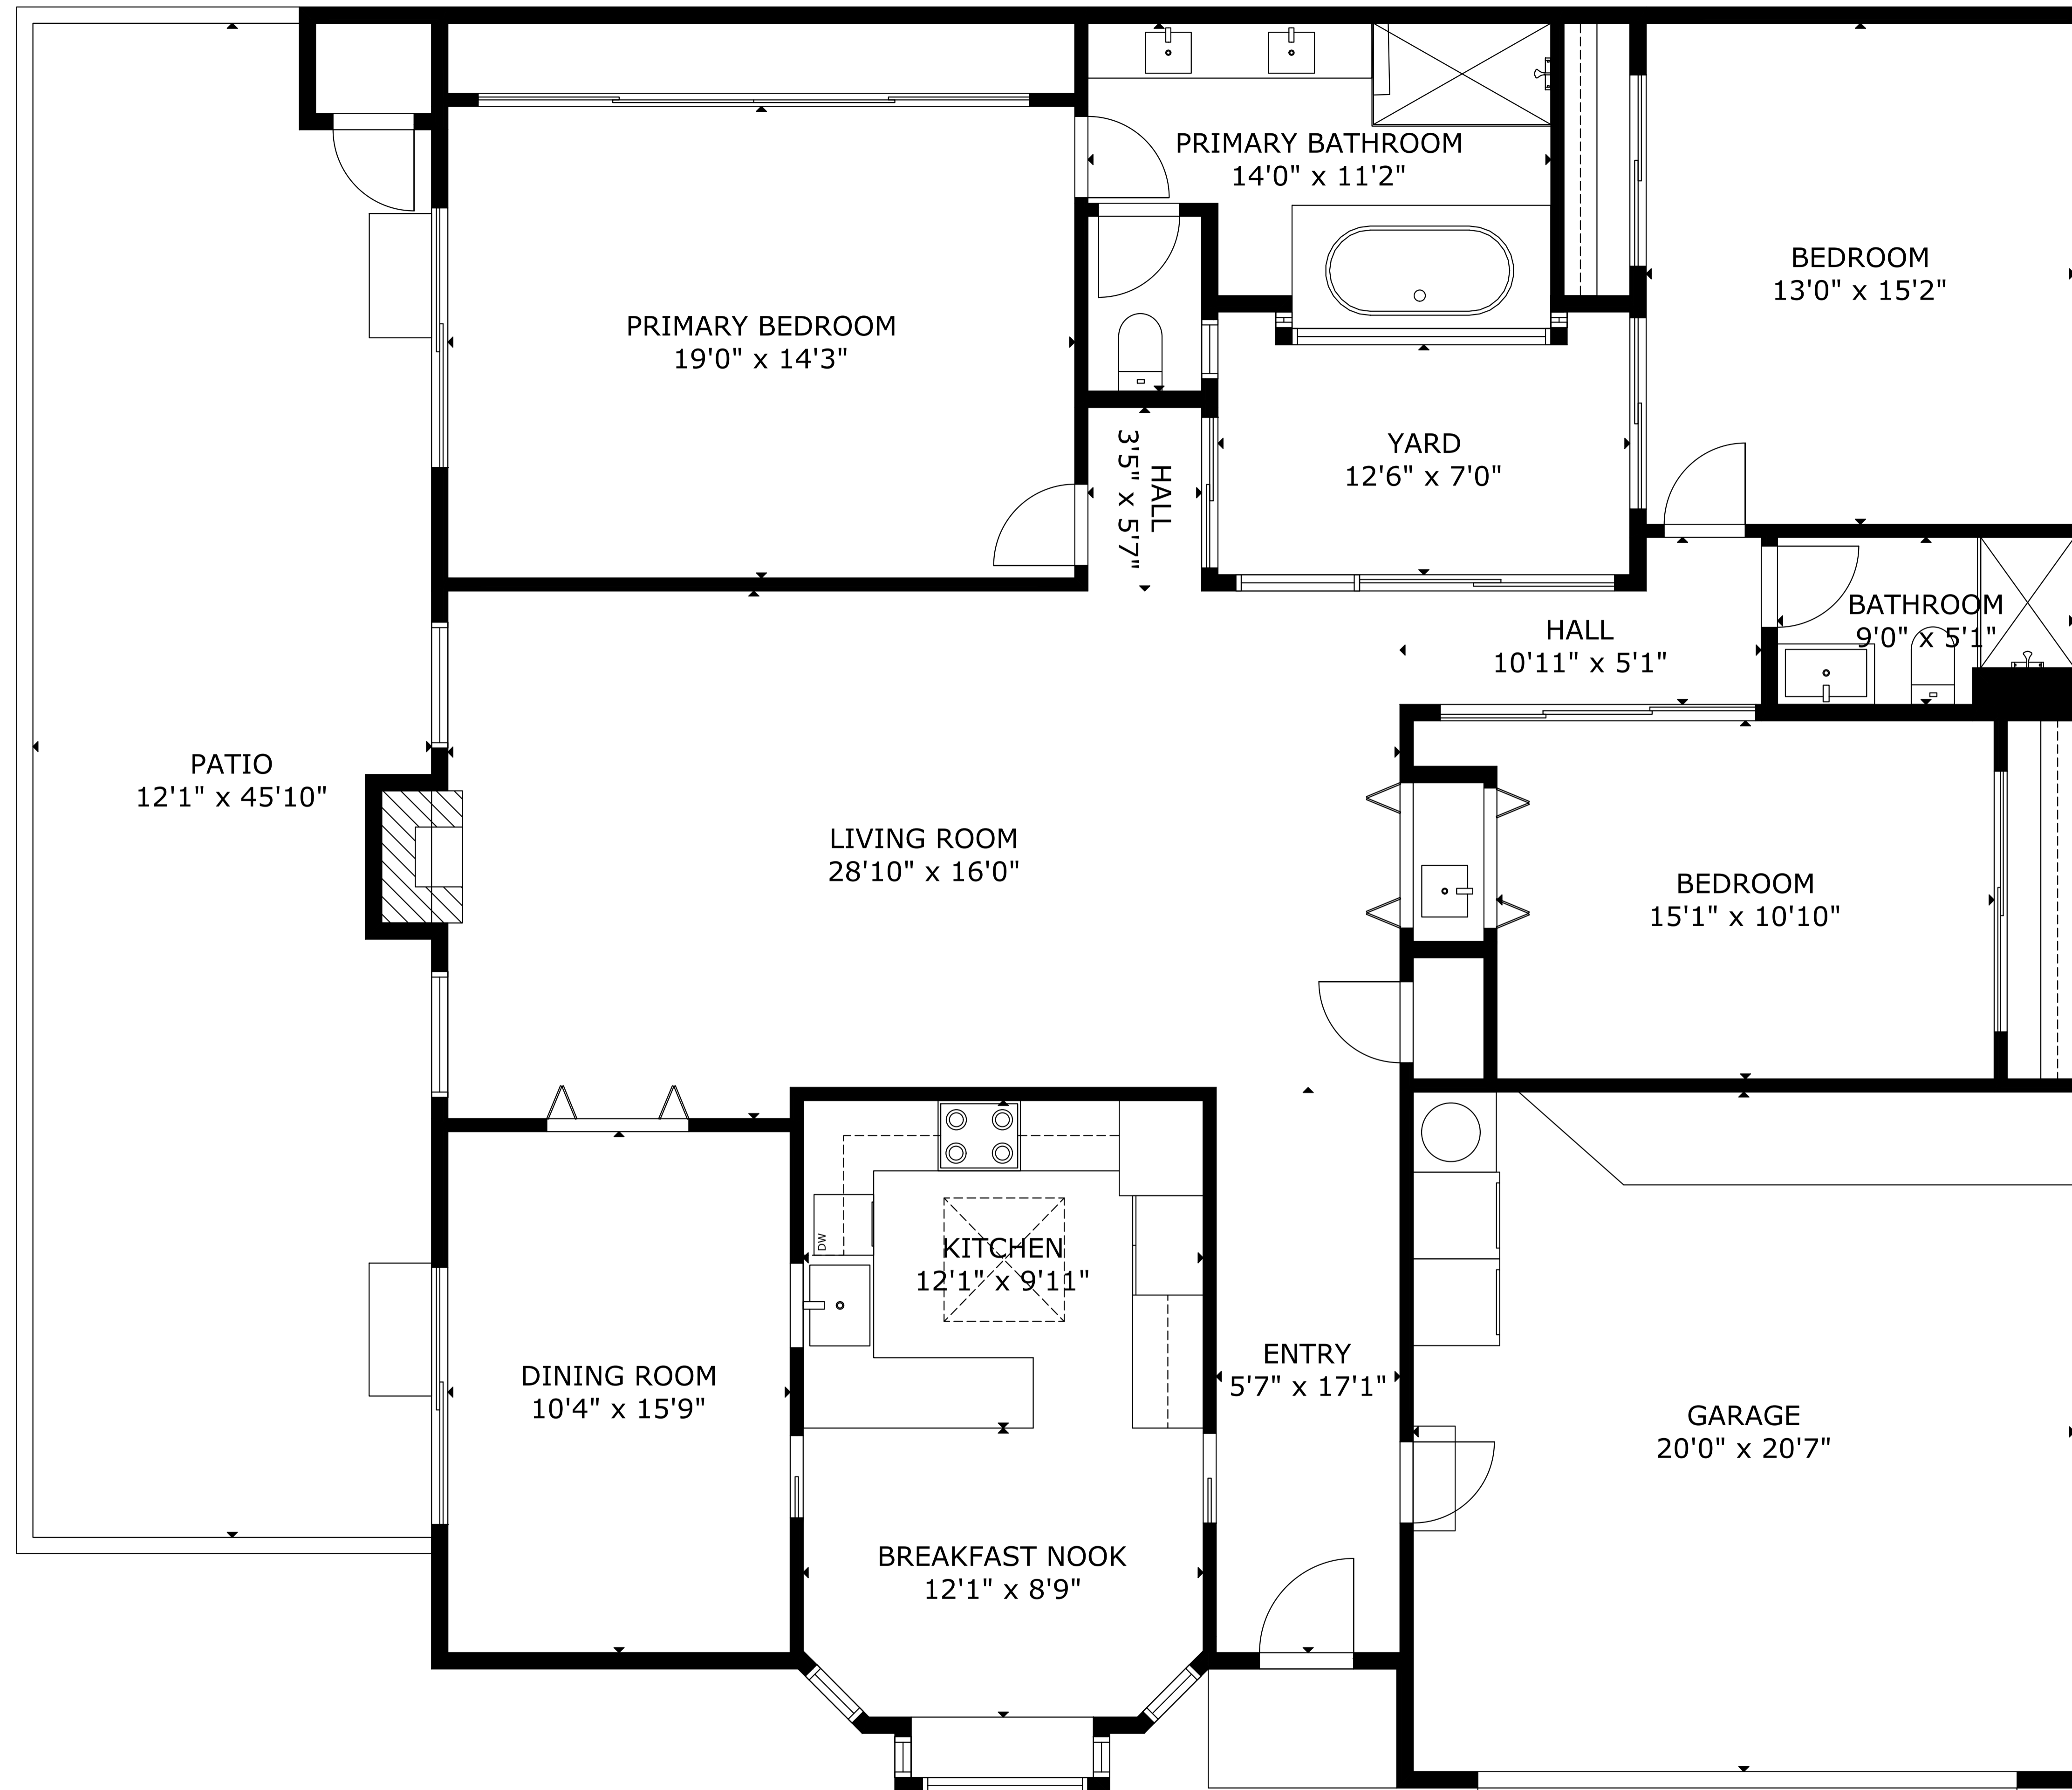 PRIMARY BATHROOM
14'0" x 11'2"
BEDROOM
13'0" x 15'2"
PRIMARY BEDROOM
19'0" x 14'3"
YARD
12'6" x 7'0"
HALL
3'5" x 5'7"
BATHROOM
9'0" x 5'1"
HALL
10'11" x 5'1"
PATIO
12'1" x 45'10"
LIVING ROOM
28'10" x 16'0"
BEDROOM
15'1" x 10'10"
DW
KITCHEN
12'1" x 9'11"
ENTRY
5'7" x 17'1"
DINING ROOM
10'4" x 15'9"
GARAGE
20'0" x 20'7"
BREAKFAST NOOK
12'1" x 8'9"